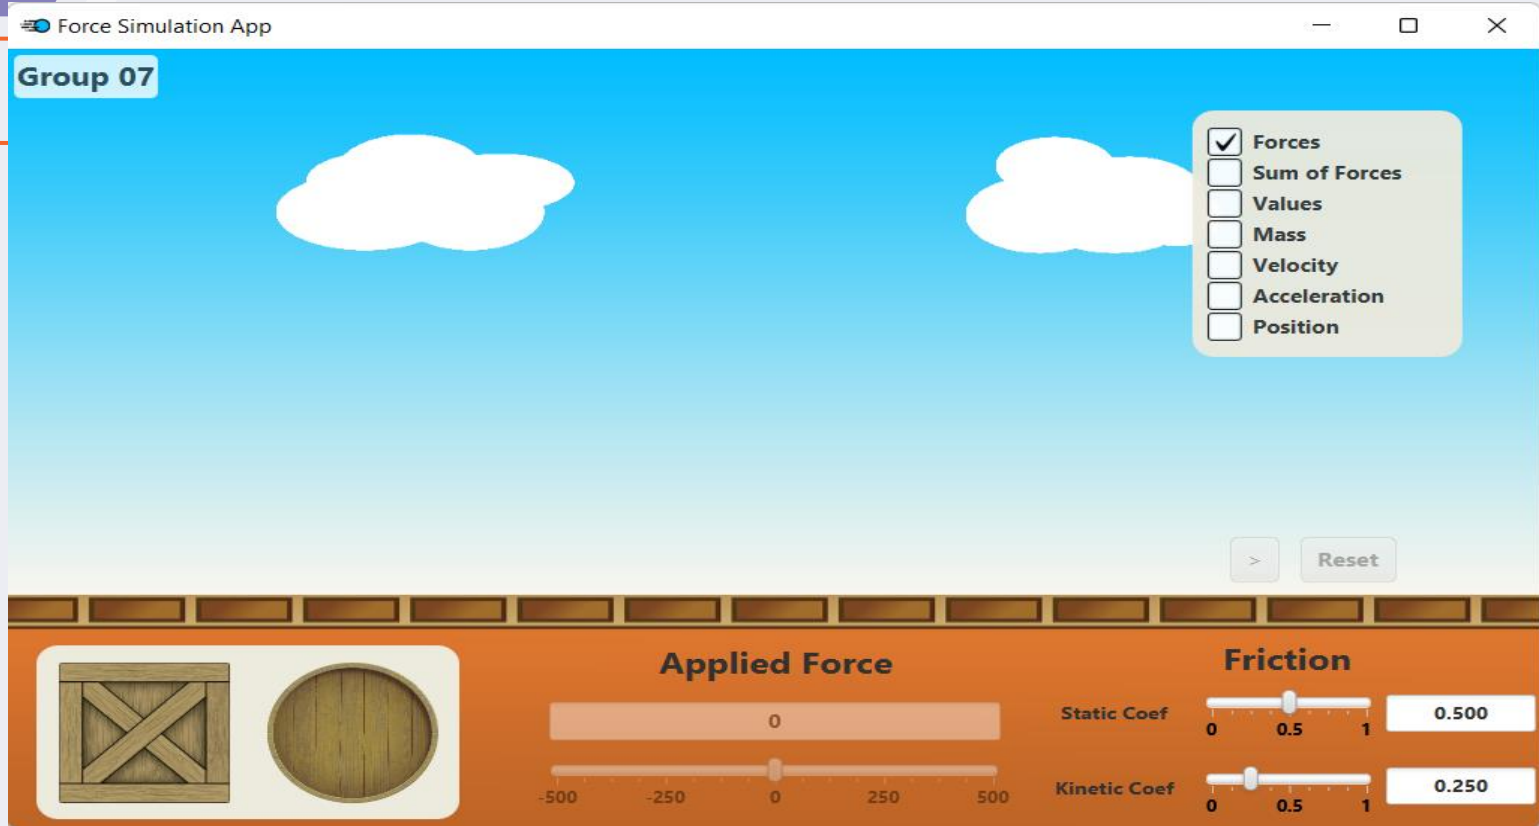 Force Simulation App
Group 07
Forces
Sum of Forces
Values
Mass
Velocity
Acceleration
Position
> Reset
Applied Force
0
-500 -250 0 250 500
Friction
Static Coef 0 0.5 1 0.500
Kinetic Coef 0 0.5 1 0.250